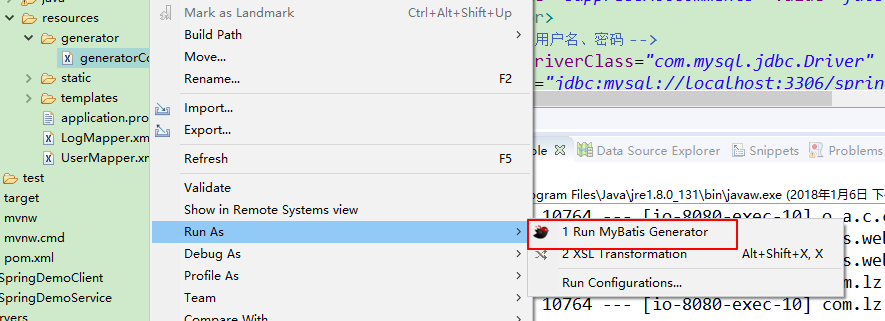 java
resources
generator
generatorCo
static
templates
application.pro
LogMapper.xm
UserMapper.xm
test
target
mvnw
mvnw.cmd
pom.xml
SpringDemoClient
SpringDemoService
rvers
Mark as Landmark Ctrl+Alt+Shift+Up
Build Path
Move...
Rename... F2
Import...
Export...
Refresh F5
Validate
Show in Remote Systems view
Run As
Debug As
Profile As
Team
Compare With
1 Run MyBatis Generator
2 XSL Transformation Alt+Shift+X, X
Run Configurations...
r>
用户名、密码 -->
riverClass="com.mysql.jdbc.Driver"
="jdbc:mysql://localhost:3306/sprin
ole Data Source Explorer Snippets Problems
ogram Files\Java\jre1.8.0_131\bin\javaw.exe (2018年1月6日 下
10764 --- [io-8080-exec-10] o.a.c.c
s.web
s.web
com.lz
10764 --- [io-8080-exec-10] com.lz